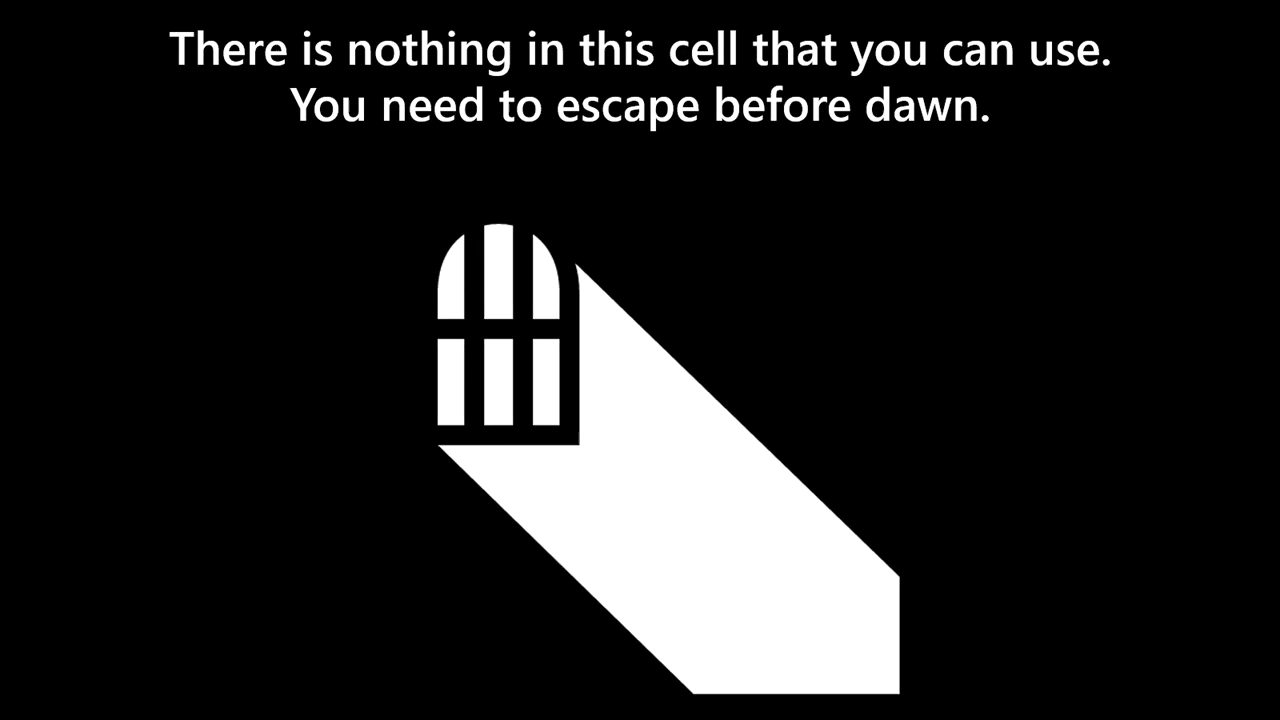 There is nothing in this cell that you can use.
You need to escape before dawn.